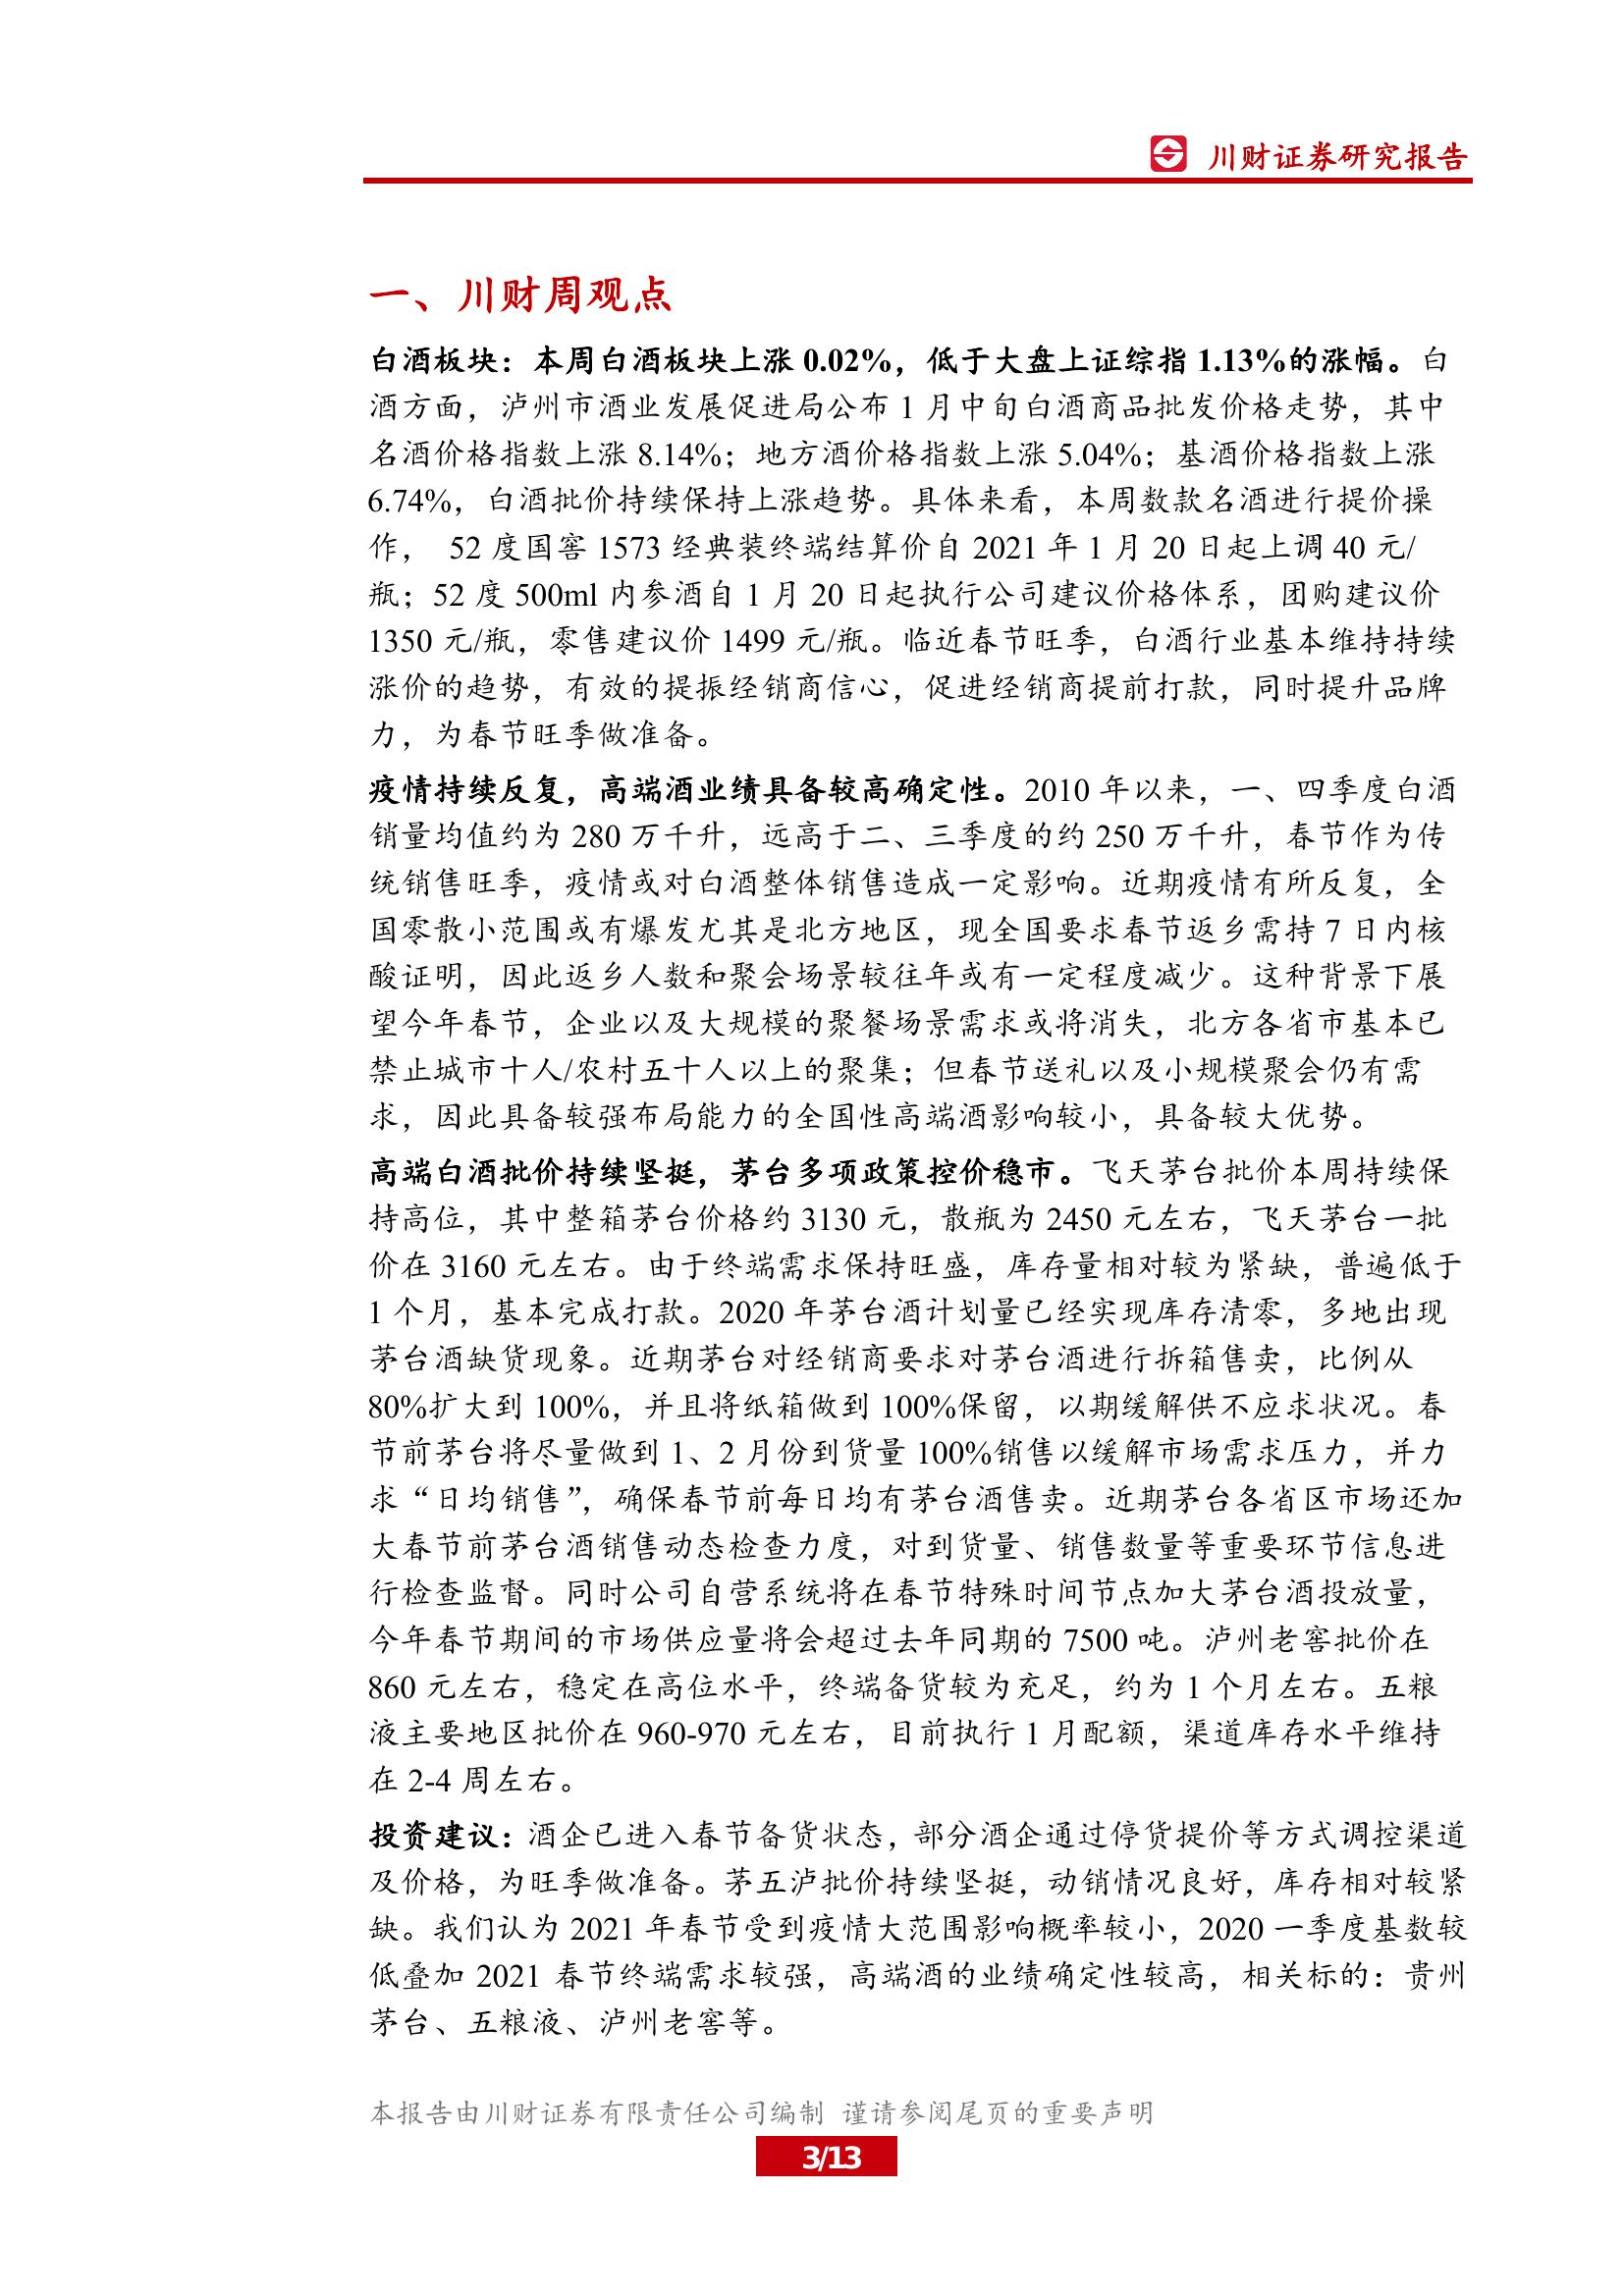 川财证券研究报告
一、川财周观点
白酒板块：本周白酒板块上涨 0.02%，低于大盘上证综指 1.13%的涨幅。白
酒方面，泸州市酒业发展促进局公布 1 月中旬白酒商品批发价格走势，其中
名酒价格指数上涨 8.14%；地方酒价格指数上涨 5.04%；基酒价格指数上涨
6.74%，白酒批价持续保持上涨趋势。具体来看，本周数款名酒进行提价操
作， 52 度国窖 1573 经典装终端结算价自 2021 年 1 月 20 日起上调 40 元/
瓶；52 度 500ml 内参酒自 1 月 20 日起执行公司建议价格体系，团购建议价
1350 元/瓶，零售建议价 1499 元/瓶。临近春节旺季，白酒行业基本维持持续
涨价的趋势，有效的提振经销商信心，促进经销商提前打款，同时提升品牌
力，为春节旺季做准备。
疫情持续反复，高端酒业绩具备较高确定性。2010 年以来，一、四季度白酒
销量均值约为 280 万千升，远高于二、三季度的约 250 万千升，春节作为传
统销售旺季，疫情或对白酒整体销售造成一定影响。近期疫情有所反复，全
国零散小范围或有爆发尤其是北方地区，现全国要求春节返乡需持 7 日内核
酸证明，因此返乡人数和聚会场景较往年或有一定程度减少。这种背景下展
望今年春节，企业以及大规模的聚餐场景需求或将消失，北方各省市基本已
禁止城市十人/农村五十人以上的聚集；但春节送礼以及小规模聚会仍有需
求，因此具备较强布局能力的全国性高端酒影响较小，具备较大优势。
高端白酒批价持续坚挺，茅台多项政策控价稳市。飞天茅台批价本周持续保
持高位，其中整箱茅台价格约 3130 元，散瓶为 2450 元左右，飞天茅台一批
价在 3160 元左右。由于终端需求保持旺盛，库存量相对较为紧缺，普遍低于
1 个月，基本完成打款。2020 年茅台酒计划量已经实现库存清零，多地出现
茅台酒缺货现象。近期茅台对经销商要求对茅台酒进行拆箱售卖，比例从
80%扩大到 100%，并且将纸箱做到 100%保留，以期缓解供不应求状况。春
节前茅台将尽量做到 1、2 月份到货量 100%销售以缓解市场需求压力，并力
求“日均销售”，确保春节前每日均有茅台酒售卖。近期茅台各省区市场还加
大春节前茅台酒销售动态检查力度，对到货量、销售数量等重要环节信息进
行检查监督。同时公司自营系统将在春节特殊时间节点加大茅台酒投放量，
今年春节期间的市场供应量将会超过去年同期的 7500 吨。泸州老窖批价在
860 元左右，稳定在高位水平，终端备货较为充足，约为 1 个月左右。五粮
液主要地区批价在 960-970 元左右，目前执行 1 月配额，渠道库存水平维持
在 2-4 周左右。
投资建议：酒企已进入春节备货状态，部分酒企通过停货提价等方式调控渠道
及价格，为旺季做准备。茅五泸批价持续坚挺，动销情况良好，库存相对较紧
缺。我们认为 2021 年春节受到疫情大范围影响概率较小，2020 一季度基数较
低叠加 2021 春节终端需求较强，高端酒的业绩确定性较高，相关标的：贵州
茅台、五粮液、泸州老窖等。
本报告由川财证券有限责任公司编制 谨请参阅尾页的重要声明
3/13